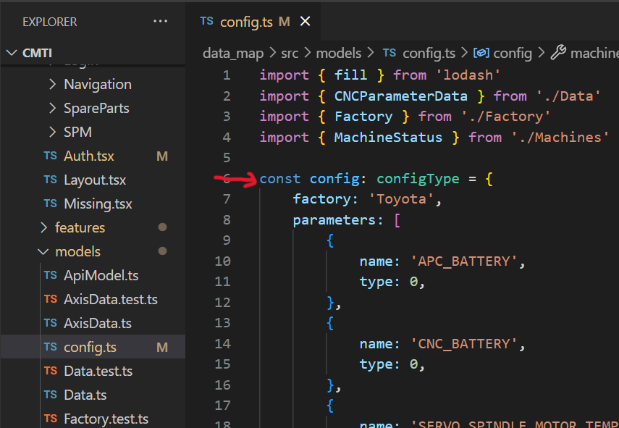 EXPLORER
...
CMTI
Navigation
SpareParts
SPM
TS Auth.tsx M
TS Layout.tsx
TS Missing.tsx
features
models
TS ApiModel.ts
TS AxisData.test.ts
TS AxisData.ts
TS config.ts M
TS Data.test.ts
TS Data.ts
TS Factory.test.ts
TS config.ts M ×
data_map > src > models > TS config.ts > config > machine
1 import { fill } from 'lodash'
2 import { CNCParameterData } from './Data'
3 import { Factory } from './Factory'
4 import { MachineStatus } from './Machines'
5
6 const config: configType = {
7 factory: 'Toyota',
8 parameters: [
9 {
10 name: 'APC_BATTERY',
11 type: 0,
12 },
13 {
14 name: 'CNC_BATTERY',
15 type: 0,
16 },
17 {
18 name: 'SERVO_SPINDLE_MOTOR_TEMP